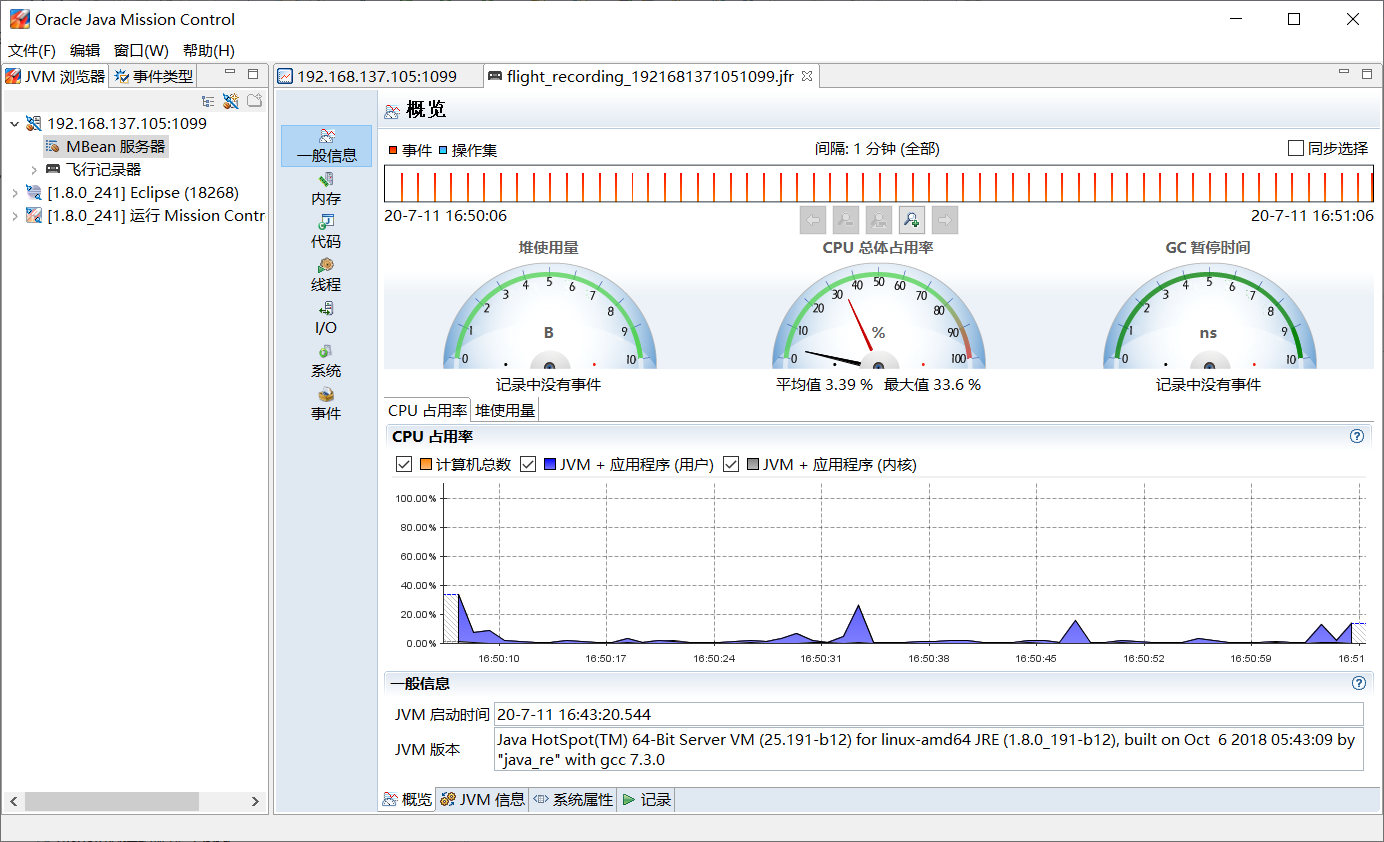 Oracle Java Mission Control
文件(F) 编辑 窗口(W) 帮助(H)
JVM 浏览器 事件类型
192.168.137.105:1099
MBean 服务器
飞行记录器
[1.8.0_241] Eclipse (18268)
[1.8.0_241] 运行 Mission Contr
192.168.137.105:1099 flight_recording_1921681371051099.jfr
一般信息
内存
代码
线程
I/O
系统
事件
概览
事件 操作集 间隔: 1 分钟 (全部) 同步选择
20-7-11 16:50:06 20-7-11 16:51:06
堆使用量 CPU 总体占用率 GC 暂停时间
0 1 2 3 4 5 6 7 8 9 10
B
记录中没有事件
0 10 20 30 40 50 60 70 80 90 100
%
平均值 3.39 % 最大值 33.6 %
0 1 2 3 4 5 6 7 8 9 10
ns
记录中没有事件
CPU 占用率 堆使用量
CPU 占用率
计算机总数 JVM + 应用程序 (用户) JVM + 应用程序 (内核)
100.00%
80.00%
60.00%
40.00%
20.00%
0.00%
16:50:10 16:50:17 16:50:24 16:50:31 16:50:38 16:50:45 16:50:52 16:50:59 16:51
一般信息
JVM 启动时间 20-7-11 16:43:20.544
JVM 版本 Java HotSpot(TM) 64-Bit Server VM (25.191-b12) for linux-amd64 JRE (1.8.0_191-b12), built on Oct  6 2018 05:43:09 by
"java_re" with gcc 7.3.0
概览 JVM 信息 系统属性 记录